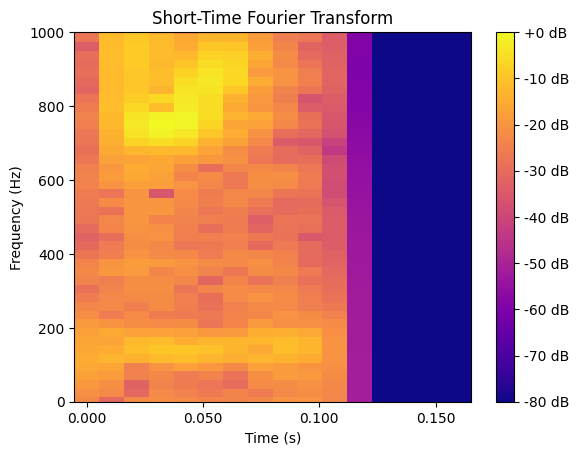 Short-Time Fourier Transform
1000
800
600
400
200
0
Frequency (Hz)
0.000
0.050
0.100
0.150
Time (s)
+0 dB
-10 dB
-20 dB
-30 dB
-40 dB
-50 dB
-60 dB
-70 dB
-80 dB